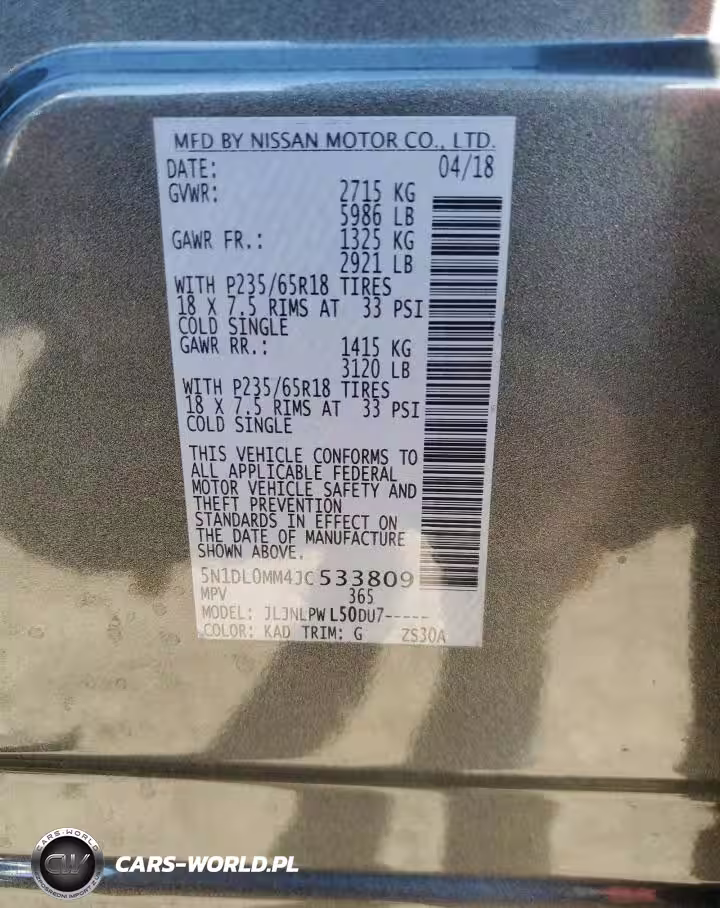 MFD BY NISSAN MOTOR CO., LTD.
DATE: 04/18
GVWR: 2715 KG
5986 LB
GAWR FR.: 1325 KG
2921 LB
WITH P235/65R18 TIRES
18 X 7.5 RIMS AT 33 PSI
COLD SINGLE
GAWR RR.: 1415 KG
3120 LB
WITH P235/65R18 TIRES
18 X 7.5 RIMS AT 33 PSI
COLD SINGLE
THIS VEHICLE CONFORMS TO
ALL APPLICABLE FEDERAL
MOTOR VEHICLE SAFETY AND
THEFT PREVENTION
STANDARDS IN EFFECT ON
THE DATE OF MANUFACTURE
SHOWN ABOVE.
5N1DL0MM4JC533809
MPV 365
MODEL: JLJNLPW L50DU7-----
COLOR: KAD TRIM: G ZS30A
CARS-WORLD
CW
CARS-WORLD.PL